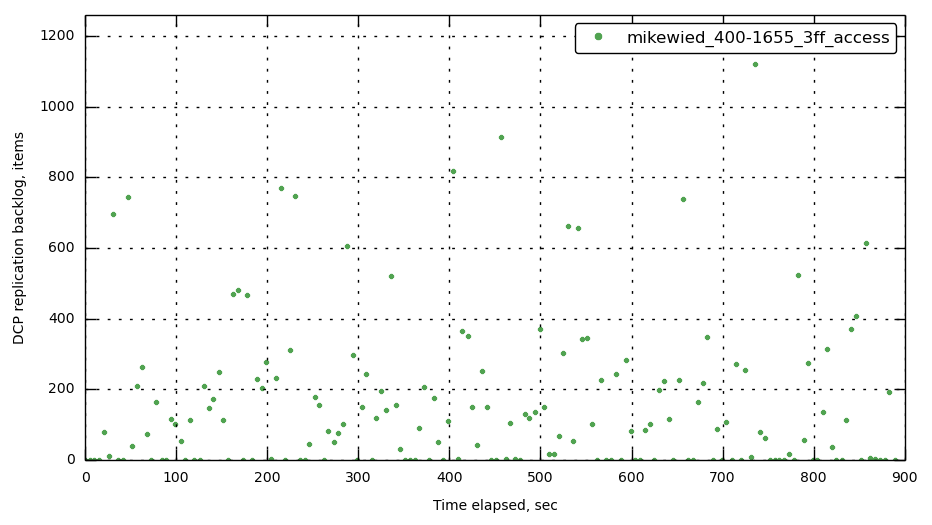 mikewied_400-1655_3ff_access
1200
1000
800
600
400
200
0
DCP replication backlog, items
0 100 200 300 400 500 600 700 800 900
Time elapsed, sec